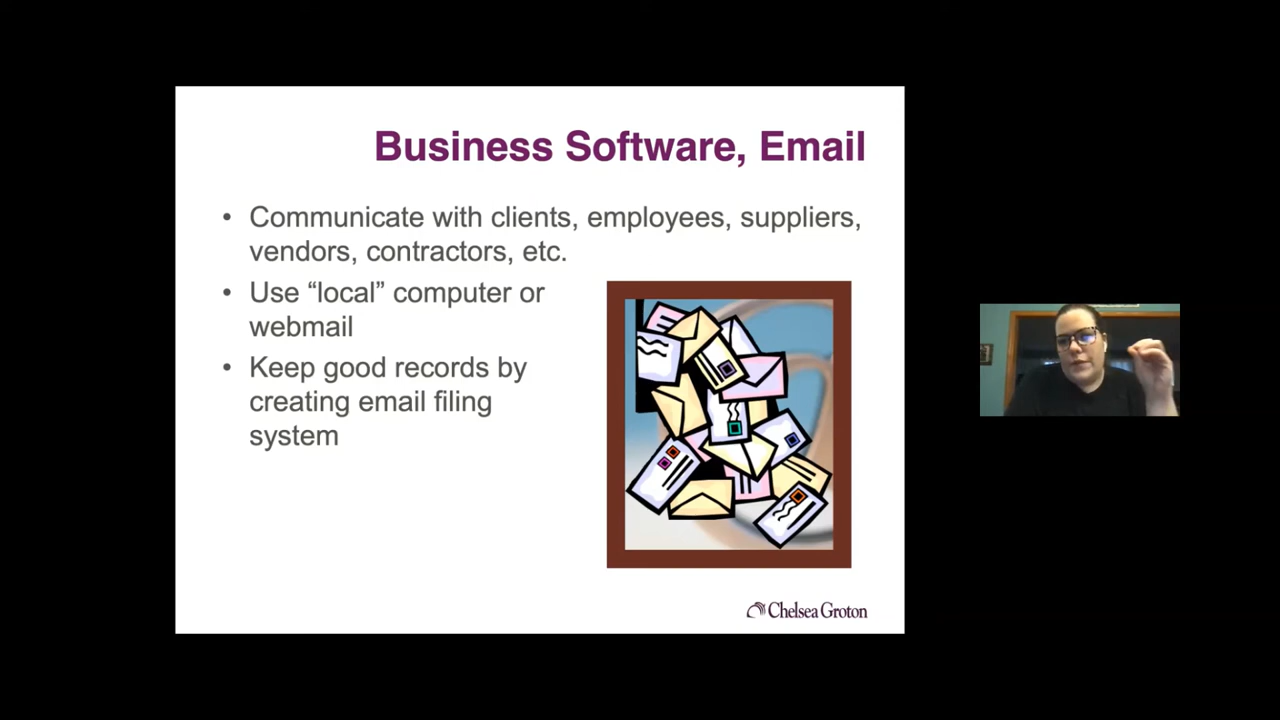 Business Software, Email
• Communicate with clients, employees, suppliers,
vendors, contractors, etc.
• Use “local” computer or
webmail
• Keep good records by
creating email filing
system
Chelsea Groton